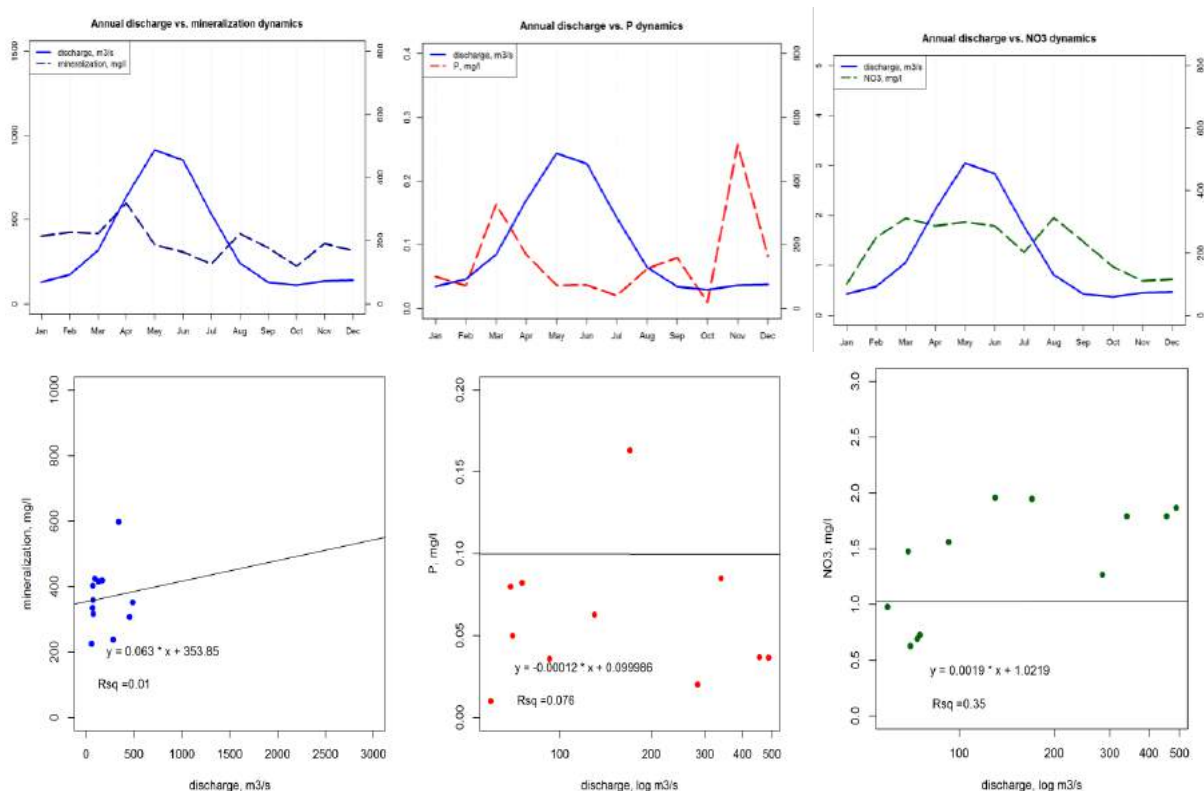 Annual discharge vs. mineralization dynamics
discharge, m3/s
mineralization, mg/l
1500
1000
500
0
800
600
400
200
0
Jan Feb Mar Apr May Jun Jul Aug Sep Oct Nov Dec
Annual discharge vs. P dynamics
discharge, m3/s
P, mg/l
0.4
0.3
0.2
0.1
0.0
800
600
400
200
0
Jan Feb Mar Apr May Jun Jul Aug Sep Oct Nov Dec
Annual discharge vs. NO3 dynamics
discharge, m3/s
NO3, mg/l
5
4
3
2
1
0
800
600
400
200
0
Jan Feb Mar Apr May Jun Jul Aug Sep Oct Nov Dec
mineralization, mg/l
1000
800
600
400
200
0
y = 0.063 * x + 353.85
Rsq =0.01
0 500 1000 1500 2000 2500 3000
discharge, m3/s
P, mg/l
0.20
0.15
0.10
0.05
0.00
y = -0.00012 * x + 0.099986
Rsq =0.076
100 200 300 400 500
discharge, log m3/s
NO3, mg/l
3.0
2.5
2.0
1.5
1.0
0.5
0.0
y = 0.0019 * x + 1.0219
Rsq =0.35
100 200 300 400 500
discharge, log m3/s